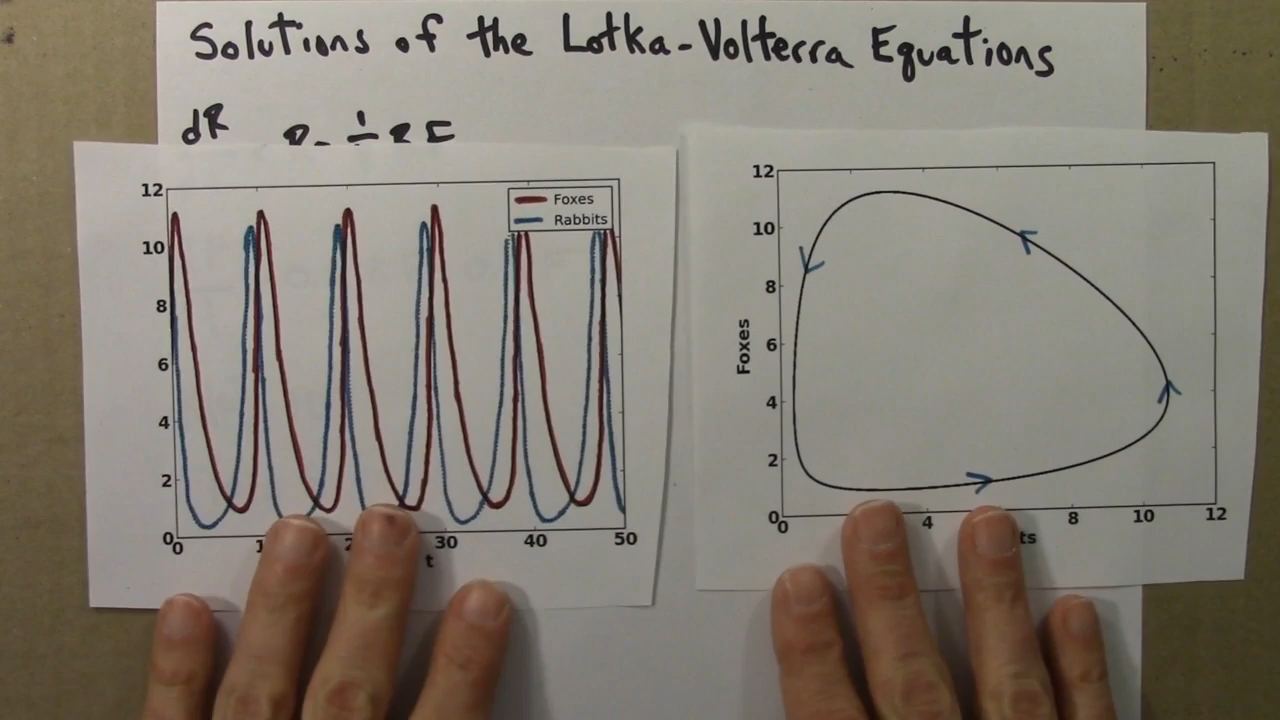 Solutions of the Lotka-Volterra Equations
dR
12
10
8
6
4
2
0
Foxes
Rabbits
0 30 40 50
t
12
10
8
6
4
2
0
Foxes
0 4 8 10 12